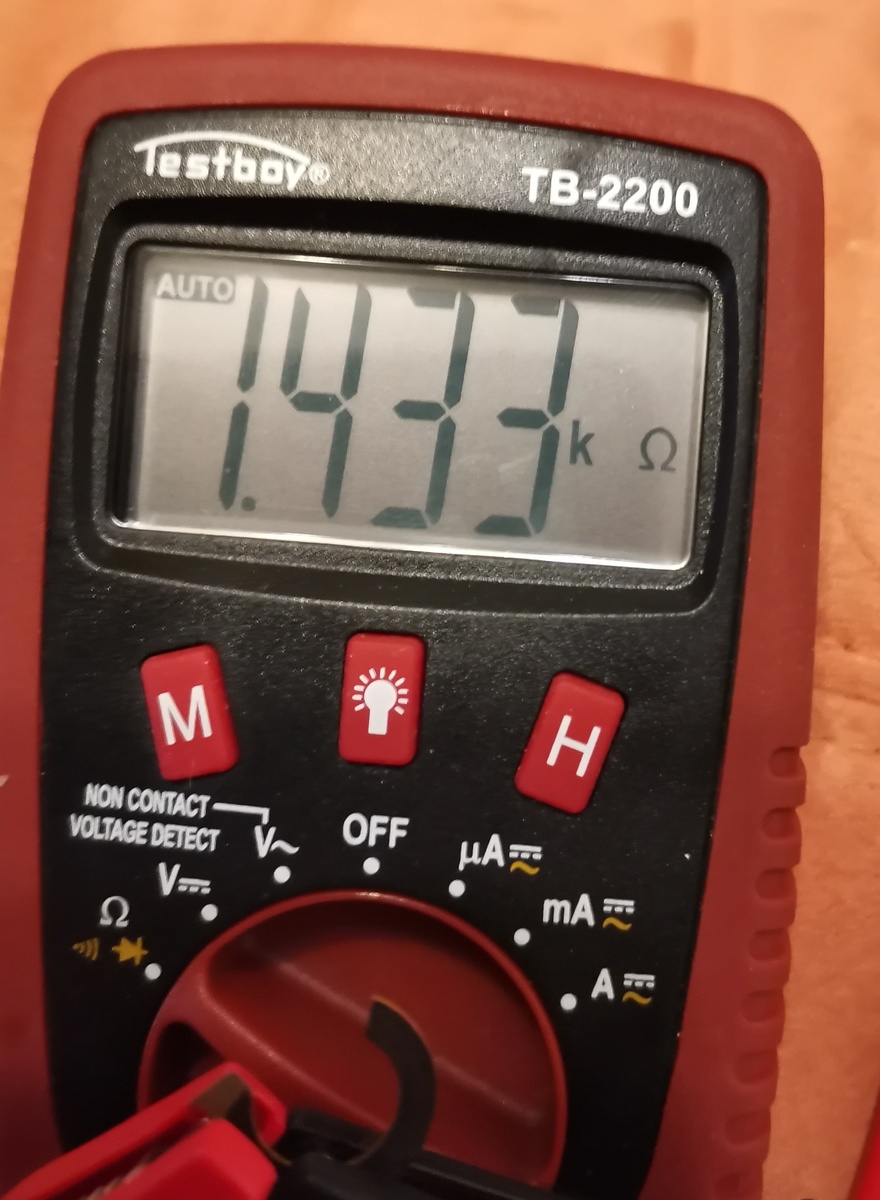 Testboy®
TB-2200
AUTO
1.433 k Ω
M
H
NON CONTACT
VOLTAGE DETECT
V~
OFF
µA
V
mA
Ω
A